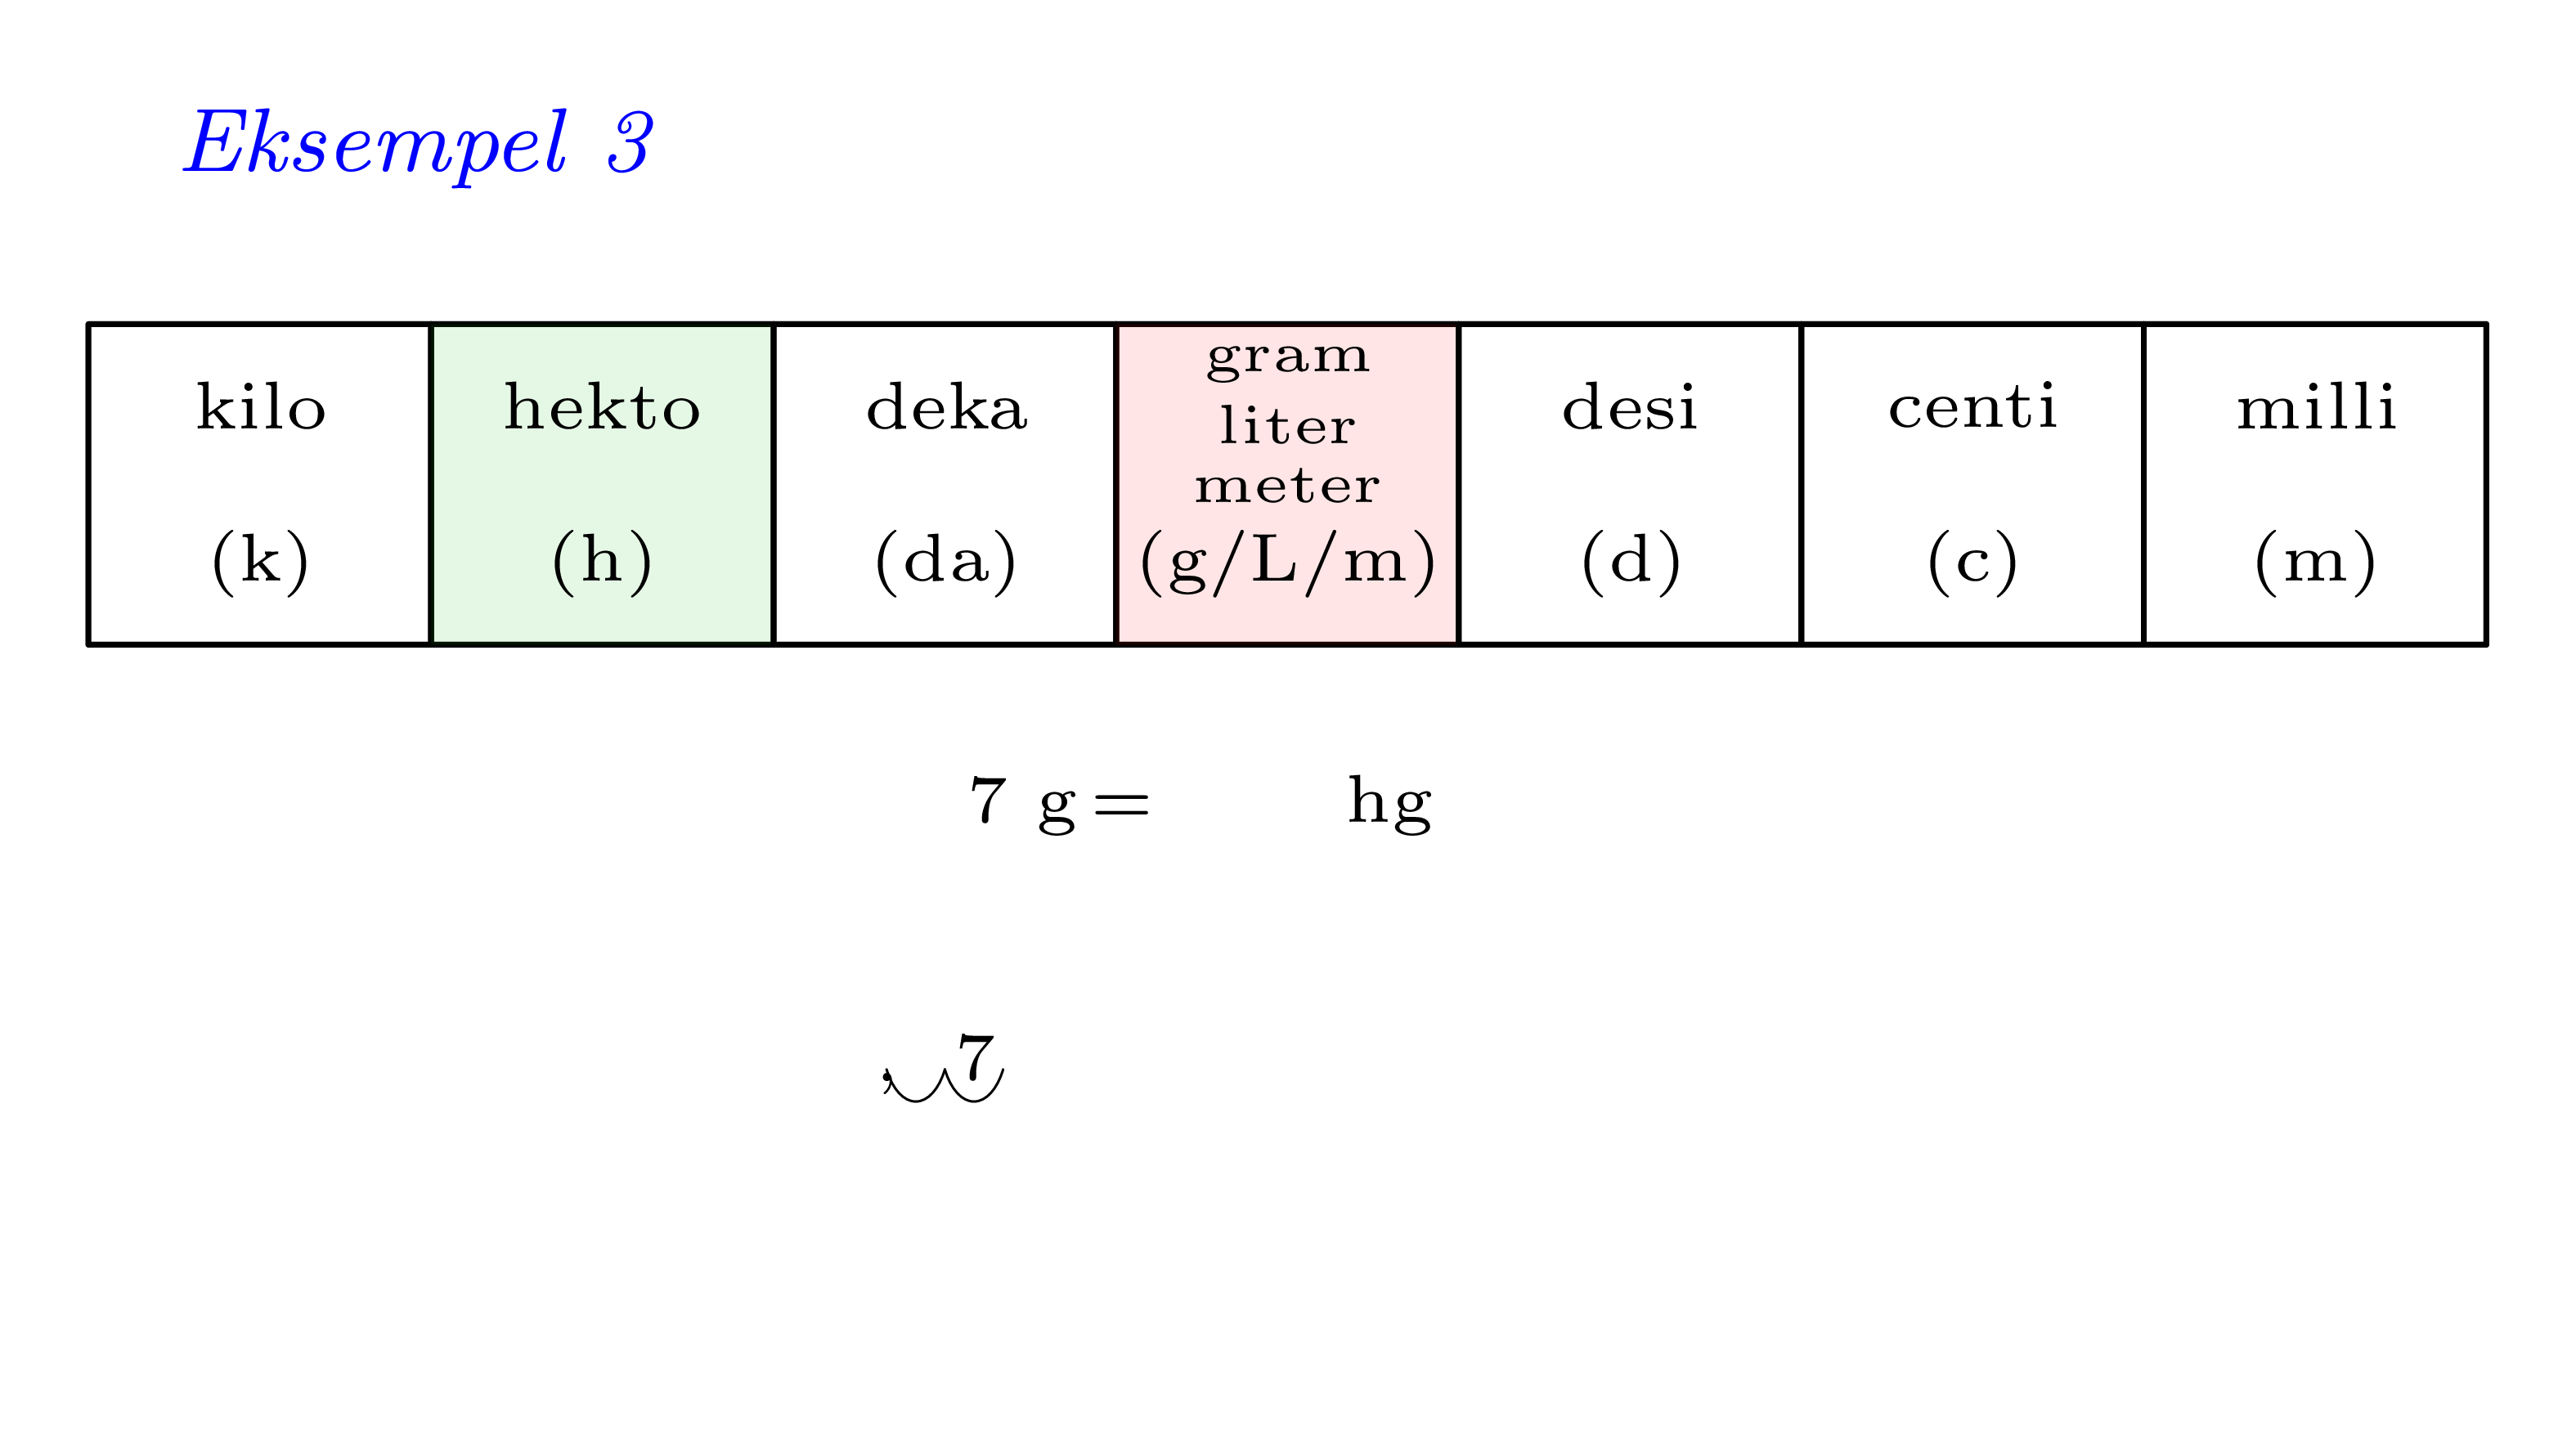 Eksempel 3
kilo hekto deka gram liter meter desi centi milli
(k) (h) (da) (g/L/m) (d) (c) (m)
7 g = hg
, 7